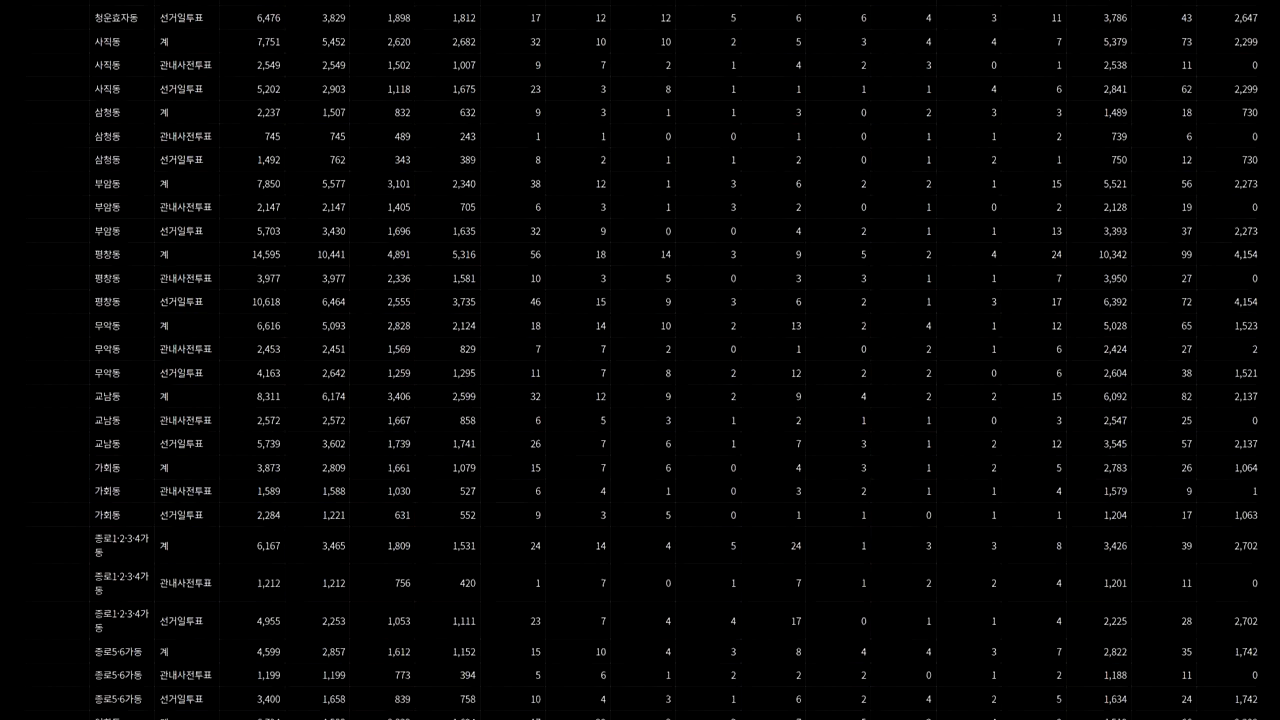 청운효자동 선거일투표 6,476 3,829 1,898 1,812 17 12 12 5 6 6 4 3 11 3,786 43 2,647
사직동 계 7,751 5,452 2,620 2,682 32 10 10 2 5 3 4 4 7 5,379 73 2,299
사직동 관내사전투표 2,549 2,549 1,502 1,007 9 7 2 1 4 2 3 0 1 2,538 11 0
사직동 선거일투표 5,202 2,903 1,118 1,675 23 3 8 1 1 1 1 4 6 2,841 62 2,299
삼청동 계 2,237 1,507 832 632 9 3 1 1 3 0 2 3 3 1,489 18 730
삼청동 관내사전투표 745 745 489 243 1 1 0 0 1 0 1 1 2 739 6 0
삼청동 선거일투표 1,492 762 343 389 8 2 1 1 2 0 1 2 1 750 12 730
부암동 계 7,850 5,577 3,101 2,340 38 12 1 3 6 2 2 1 15 5,521 56 2,273
부암동 관내사전투표 2,147 2,147 1,405 705 6 3 1 3 2 0 1 0 2 2,128 19 0
부암동 선거일투표 5,703 3,430 1,696 1,635 32 9 0 0 4 2 1 1 13 3,393 37 2,273
평창동 계 14,595 10,441 4,891 5,316 56 18 14 3 9 5 2 4 24 10,342 99 4,154
평창동 관내사전투표 3,977 3,977 2,336 1,581 10 3 5 0 3 3 1 1 7 3,950 27 0
평창동 선거일투표 10,618 6,464 2,555 3,735 46 15 9 3 6 2 1 3 17 6,392 72 4,154
무악동 계 6,616 5,093 2,828 2,124 18 14 10 2 13 2 4 1 12 5,028 65 1,523
무악동 관내사전투표 2,453 2,451 1,569 829 7 7 2 0 1 0 2 1 6 2,424 27 2
무악동 선거일투표 4,163 2,642 1,259 1,295 11 7 8 2 12 2 2 0 6 2,604 38 1,521
교남동 계 8,311 6,174 3,406 2,599 32 12 9 2 9 4 2 2 15 6,092 82 2,137
교남동 관내사전투표 2,572 2,572 1,667 858 6 5 3 1 2 1 1 0 3 2,547 25 0
교남동 선거일투표 5,739 3,602 1,739 1,741 26 7 6 1 7 3 1 2 12 3,545 57 2,137
가회동 계 3,873 2,809 1,661 1,079 15 7 6 0 4 3 1 2 5 2,783 26 1,064
가회동 관내사전투표 1,589 1,588 1,030 527 6 4 1 0 3 2 1 1 4 1,579 9 1
가회동 선거일투표 2,284 1,221 631 552 9 3 5 0 1 1 0 1 1 1,204 17 1,063
종로1·2·3·4가
동 계 6,167 3,465 1,809 1,531 24 14 4 5 24 1 3 3 8 3,426 39 2,702
종로1·2·3·4가
동 관내사전투표 1,212 1,212 756 420 1 7 0 1 7 1 2 2 4 1,201 11 0
종로1·2·3·4가
동 선거일투표 4,955 2,253 1,053 1,111 23 7 4 4 17 0 1 1 4 2,225 28 2,702
종로5·6가동 계 4,599 2,857 1,612 1,152 15 10 4 3 8 4 4 3 7 2,822 35 1,742
종로5·6가동 관내사전투표 1,199 1,199 773 394 5 6 1 2 2 2 0 1 2 1,188 11 0
종로5·6가동 선거일투표 3,400 1,658 839 758 10 4 3 1 6 2 4 2 5 1,634 24 1,742